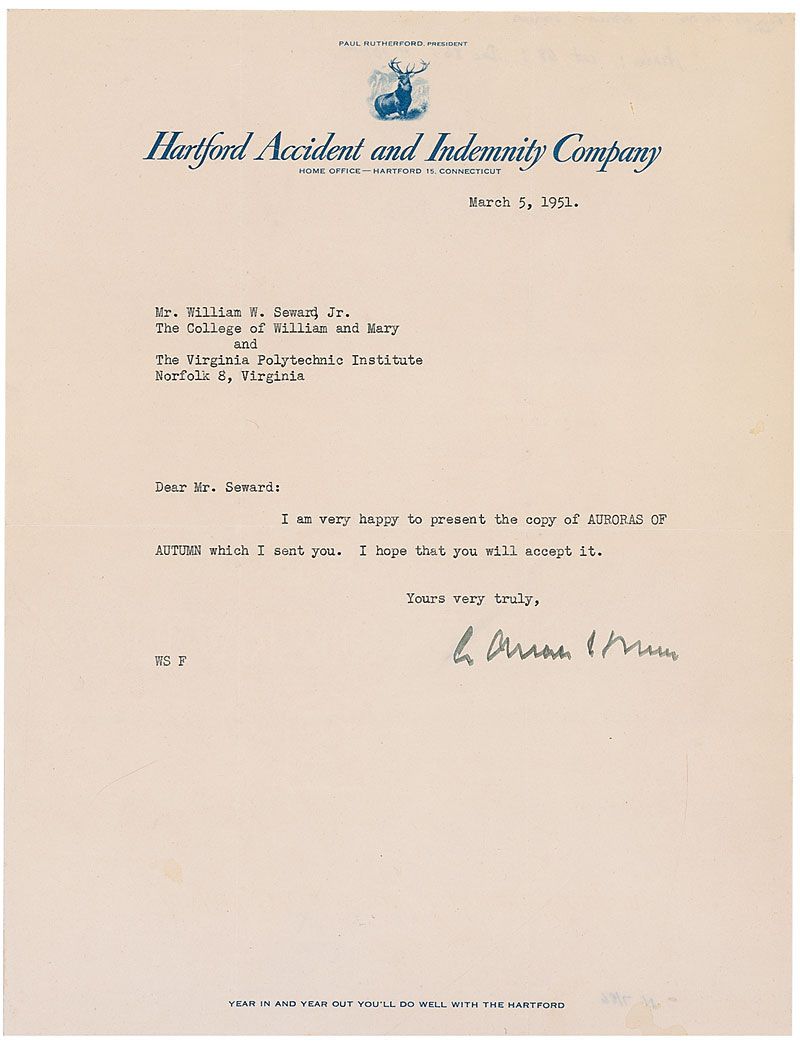 PAUL RUTHERFORD, PRESIDENT
Hartford Accident and Indemnity Company
HOME OFFICE—HARTFORD 15, CONNECTICUT
March 5, 1951.
Mr. William W. Seward, Jr.
The College of William and Mary
and
The Virginia Polytechnic Institute
Norfolk 8, Virginia
Dear Mr. Seward:
I am very happy to present the copy of AURORAS OF
AUTUMN which I sent you. I hope that you will accept it.
Yours very truly,
WS F
YEAR IN AND YEAR OUT YOU'LL DO WELL WITH THE HARTFORD